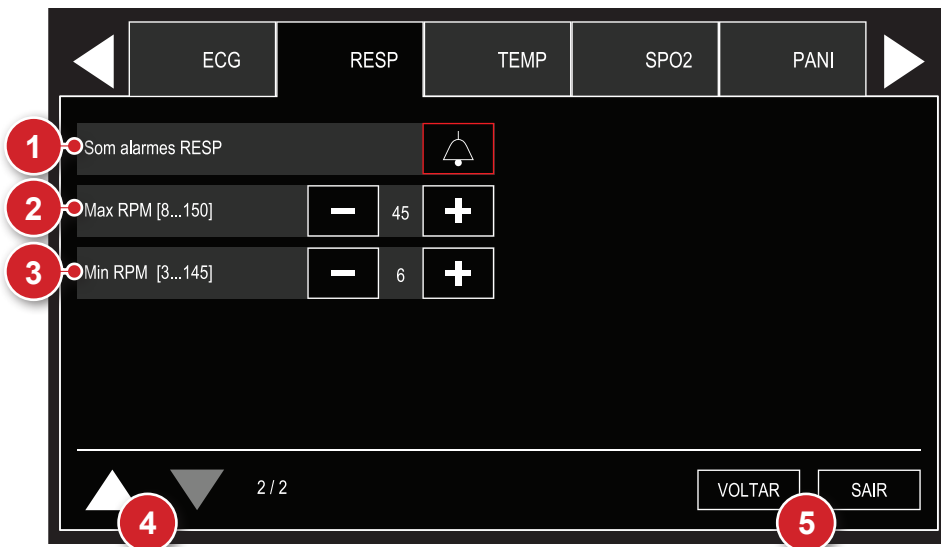 ECG RESP TEMP SPO2 PANI
1 Som alarmes RESP
2 Max RPM [8...150] 45
3 Min RPM [3...145] 6
2 / 2 VOLTAR SAIR
4 5